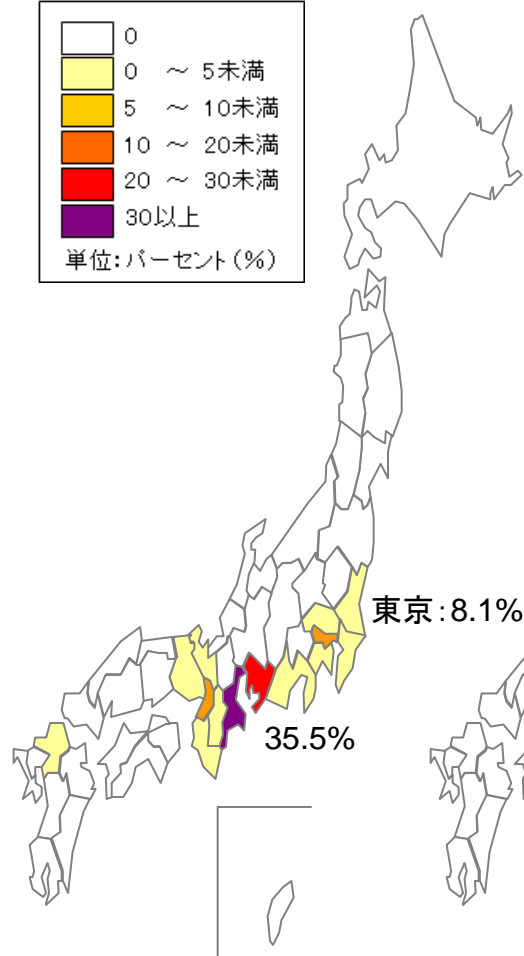 0
0 ～ 5未満
5 ～ 10未満
10 ～ 20未満
20 ～ 30未満
30以上
単位:パーセント(%)
東京:8.1%
35.5%